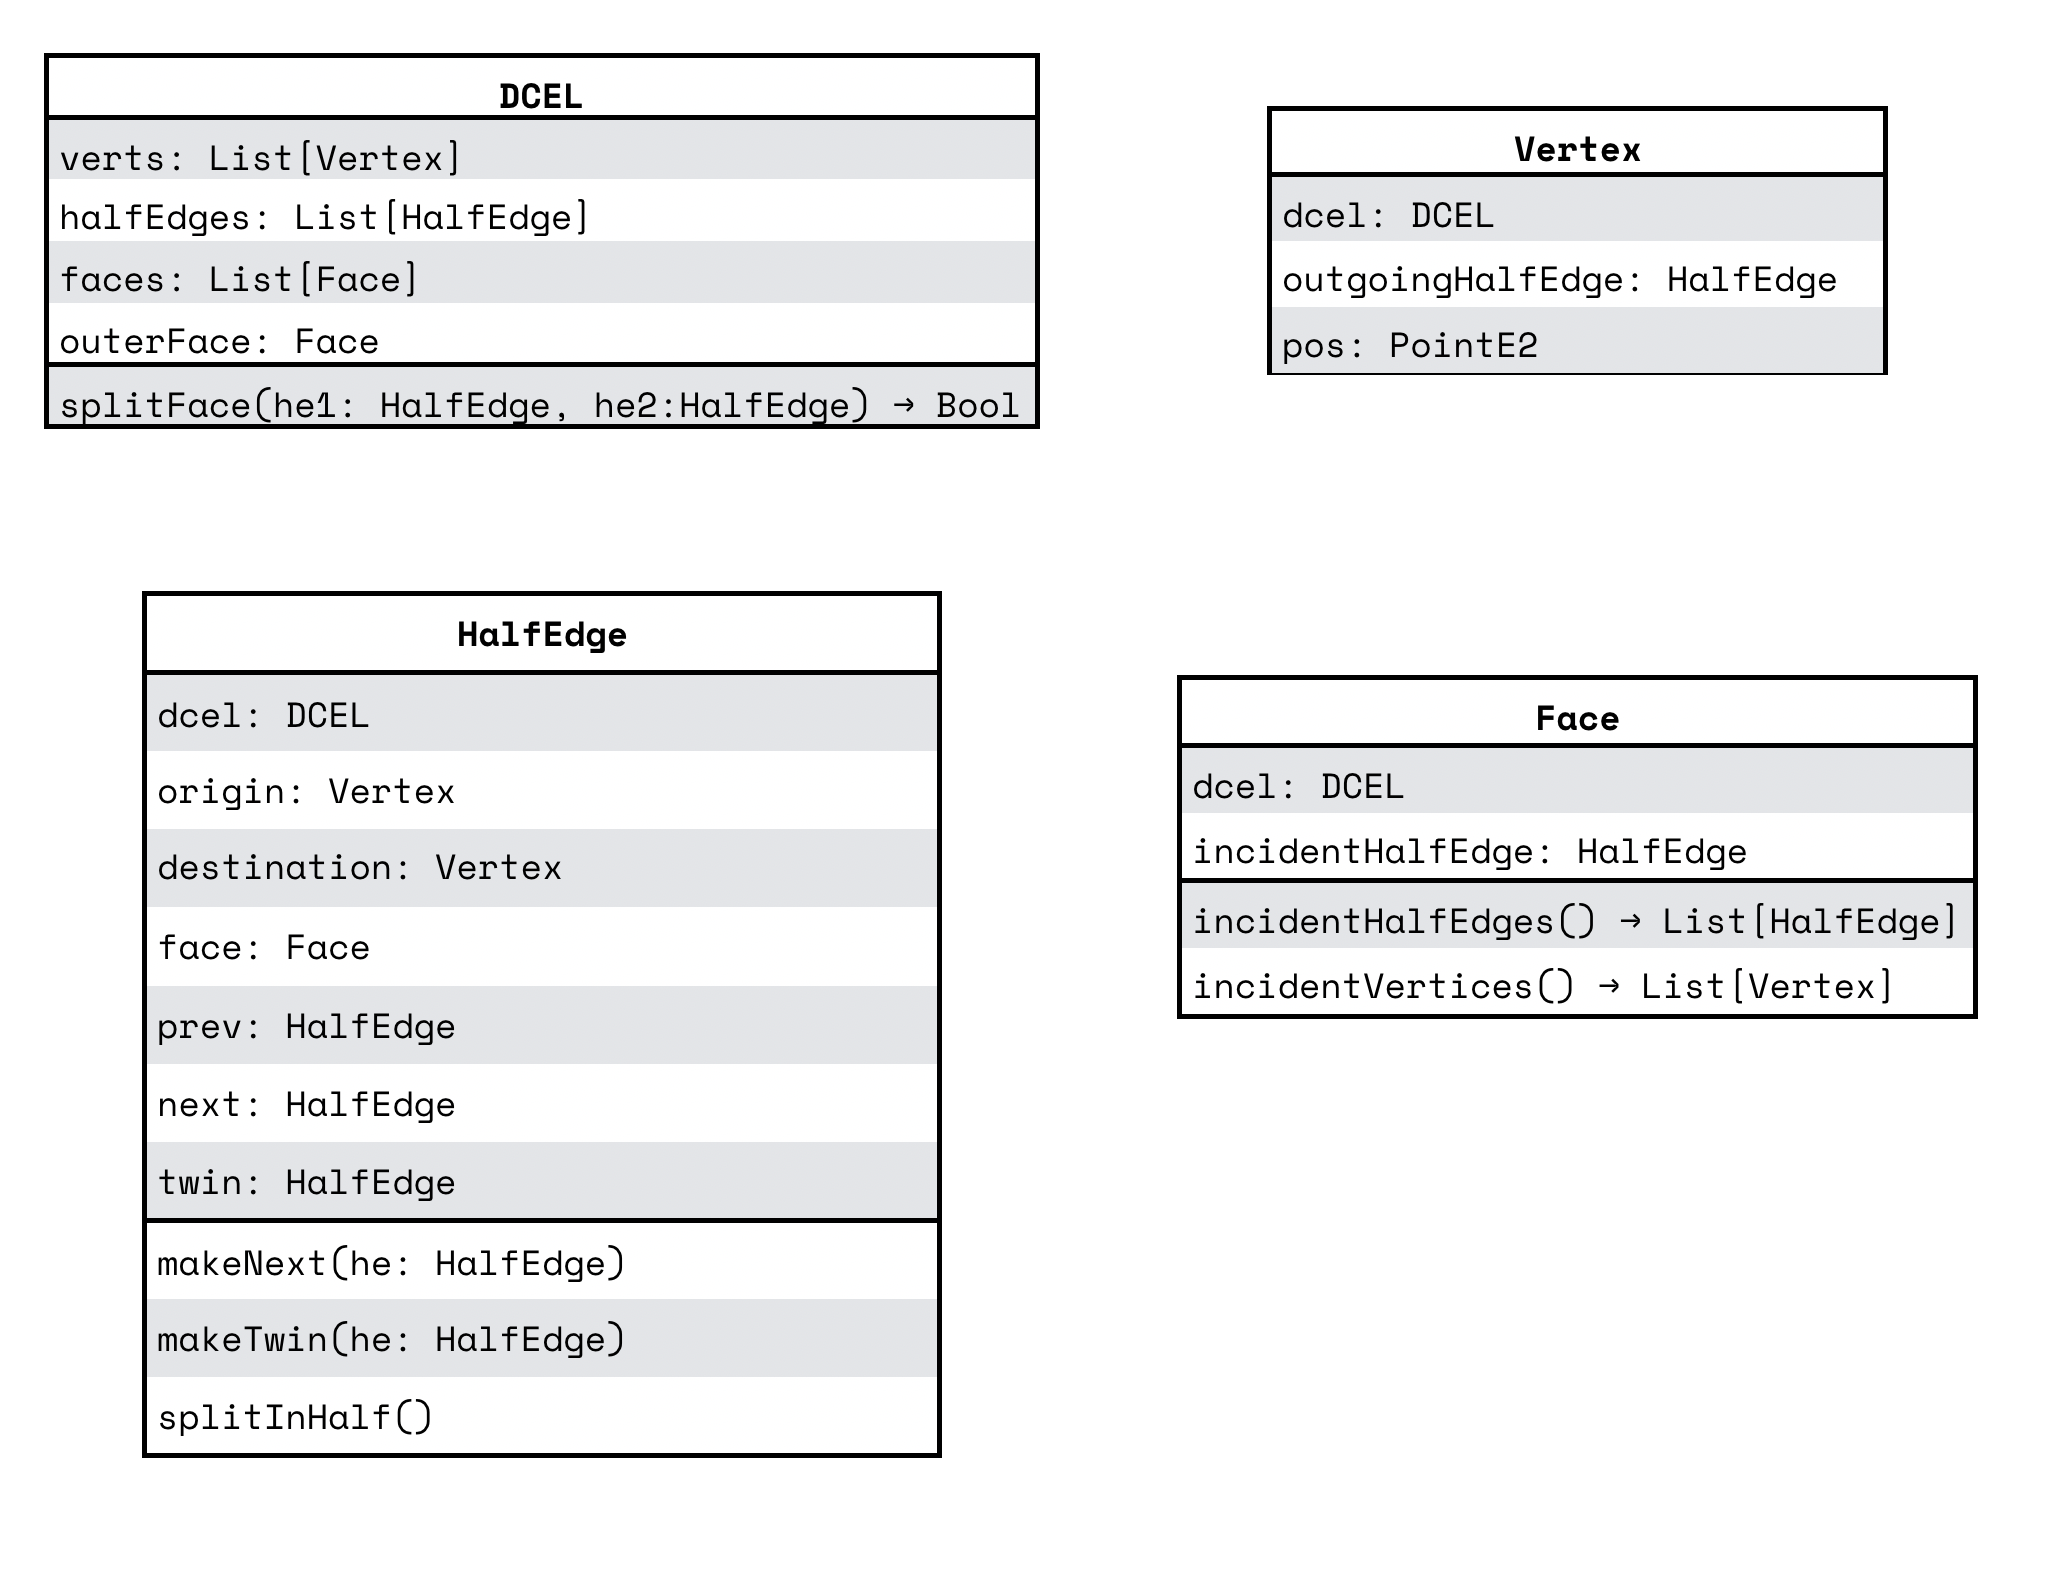 DCEL
verts: List[Vertex]
halfEdges: List[HalfEdge]
faces: List[Face]
outerFace: Face
splitFace(he1: HalfEdge, he2:HalfEdge) → Bool
Vertex
dcel: DCEL
outgoingHalfEdge: HalfEdge
pos: PointE2
HalfEdge
dcel: DCEL
origin: Vertex
destination: Vertex
face: Face
prev: HalfEdge
next: HalfEdge
twin: HalfEdge
makeNext(he: HalfEdge)
makeTwin(he: HalfEdge)
splitInHalf()
Face
dcel: DCEL
incidentHalfEdge: HalfEdge
incidentHalfEdges() → List[HalfEdge]
incidentVertices() → List[Vertex]